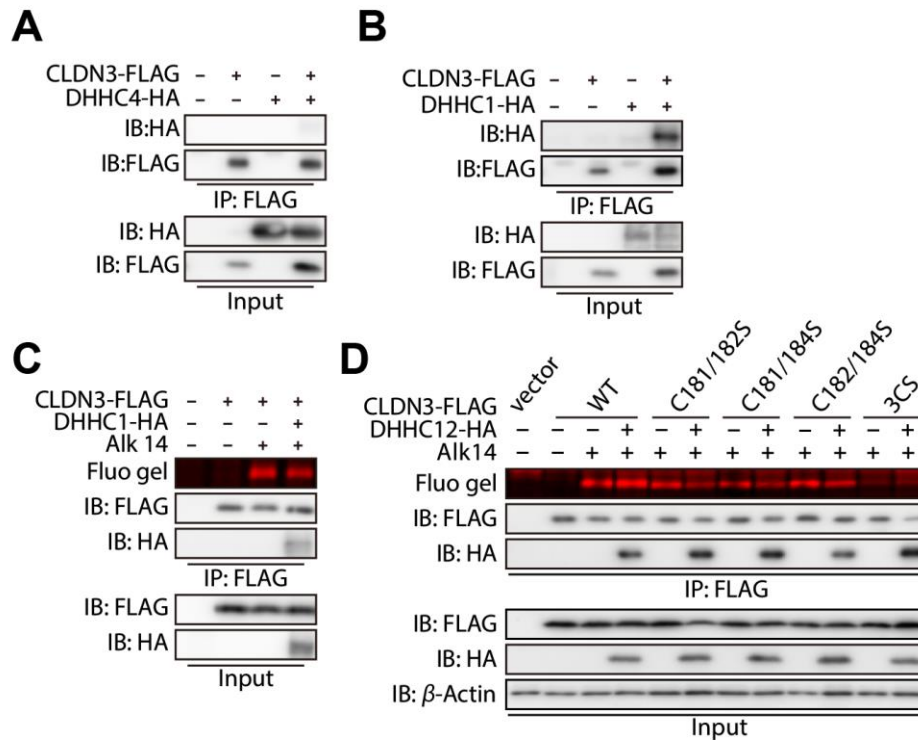 A
CLDN3-FLAG – + – +
DHHC4-HA – – + +
IB:HA
IB:FLAG
IP: FLAG
IB: HA
IB: FLAG
Input
B
CLDN3-FLAG – + – +
DHHC1-HA – – + +
IB:HA
IB:FLAG
IP: FLAG
IB: HA
IB: FLAG
Input
C
CLDN3-FLAG – + + +
DHHC1-HA – – – +
Alk 14 – – + +
Fluo gel
IB: FLAG
IB: HA
IP: FLAG
IB: FLAG
IB: HA
Input
D
CLDN3-FLAG vector WT C181/182S C181/184S C182/184S 3CS
DHHC12-HA – – – + – + – + – + – +
Alk14 – – + + + + + + + + + +
Fluo gel
IB: FLAG
IB: HA
IP: FLAG
IB: FLAG
IB: HA
IB: β-Actin
Input